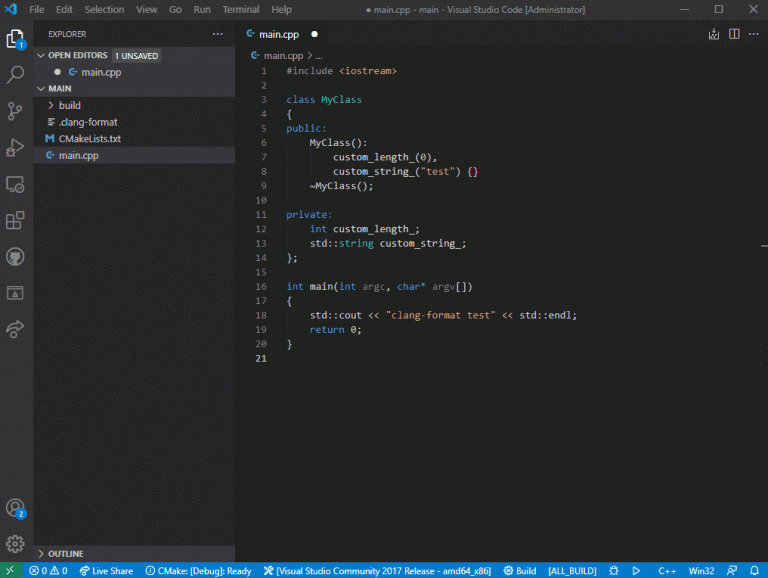 File Edit Selection View Go Run Terminal Help ● main.cpp - main - Visual Studio Code [Administrator]
EXPLORER ···
OPEN EDITORS 1 UNSAVED
● main.cpp
MAIN
build
.clang-format
CMakeLists.txt
main.cpp
OUTLINE
1
2
main.cpp ●
main.cpp > ...
1 #include <iostream>
2
3 class MyClass
4 {
5 public:
6     MyClass():
7         custom_length_(0),
8         custom_string_("test") {}
9     ~MyClass();
10
11 private:
12     int custom_length_;
13     std::string custom_string_;
14 };
15
16 int main(int argc, char* argv[])
17 {
18     std::cout << "clang-format test" << std::endl;
19     return 0;
20 }
21
0 0 Live Share CMake: [Debug]: Ready [Visual Studio Community 2017 Release - amd64_x86] Build [ALL_BUILD] C++ Win32